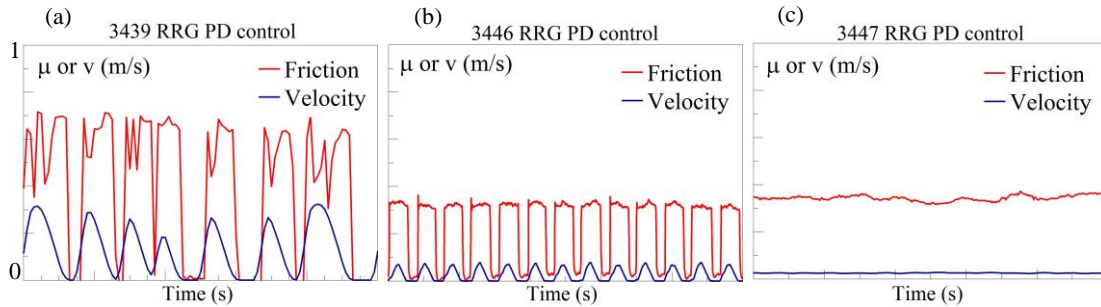 (a)
3439 RRG PD control
1
μ or v (m/s)
Friction
Velocity
0
Time (s)
(b)
3446 RRG PD control
μ or v (m/s)
Friction
Velocity
Time (s)
(c)
3447 RRG PD control
μ or v (m/s)
Friction
Velocity
Time (s)